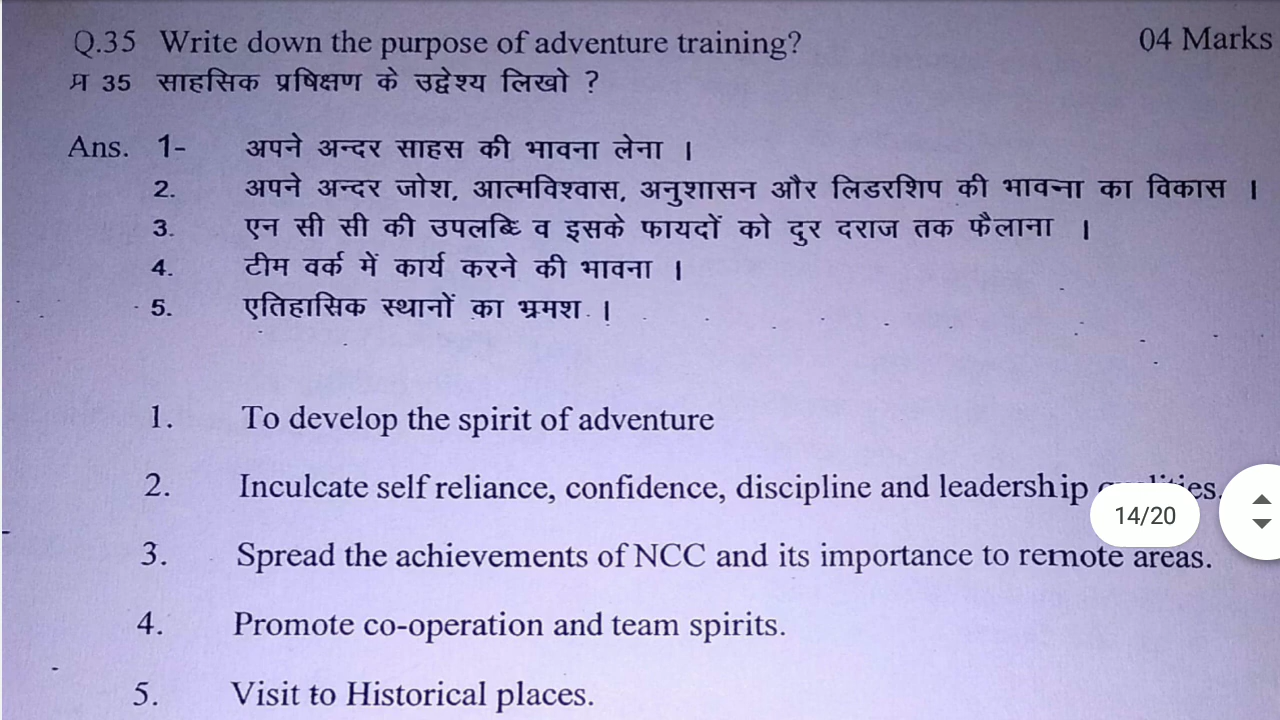 Q.35 Write down the purpose of adventure training? 04 Marks
प्र 35 साहसिक प्रषिक्षण के उद्वेश्य लिखो ?
Ans. 1- अपने अन्दर साहस की भावना लेना ।
2. अपने अन्दर जोश, आत्मविश्वास, अनुशासन और लिडरशिप की भावना का विकास ।
3. एन सी सी की उपलब्धि व इसके फायदों को दुर दराज तक फैलाना ।
4. टीम वर्क में कार्य करने की भावना ।
5. एतिहासिक स्थानों का भ्रमश ।
1. To develop the spirit of adventure
2. Inculcate self reliance, confidence, discipline and leadership
14/20
3. Spread the achievements of NCC and its importance to remote areas.
4. Promote co-operation and team spirits.
5. Visit to Historical places.